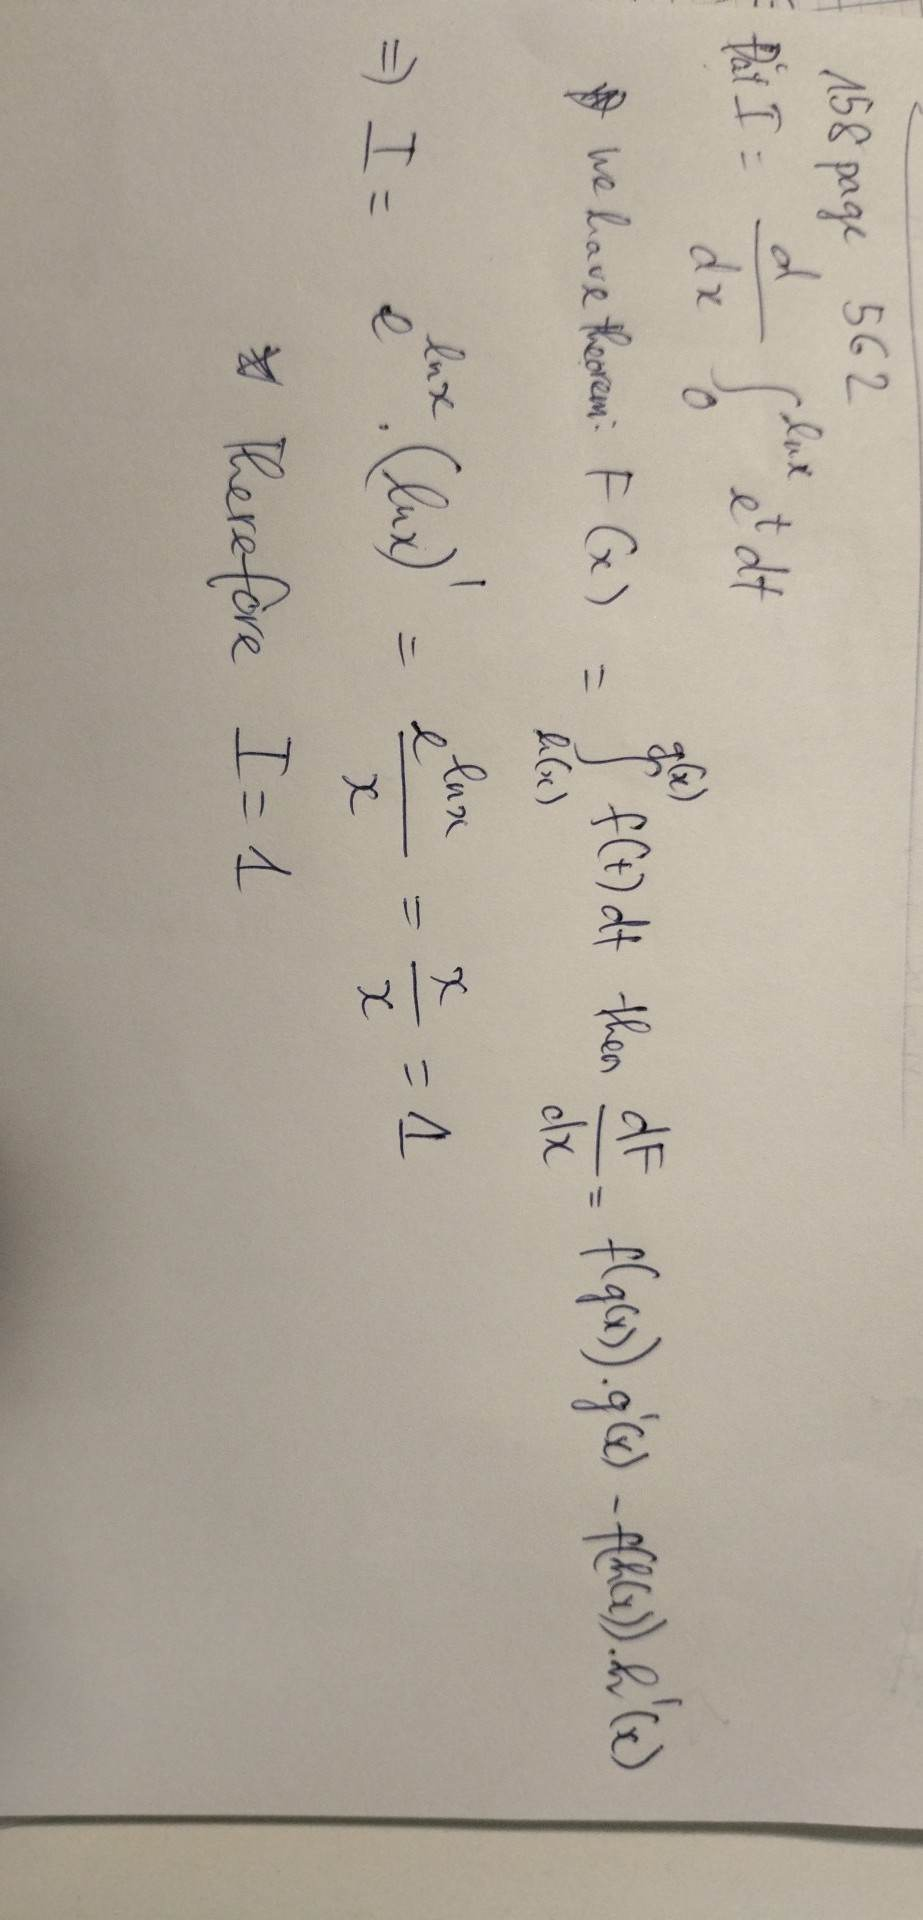 158 page 562
Đặt I = d/dx ∫₀^{lnx} e^t dt
we have theorem: F(x) = ∫_{h(x)}^{g(x)} f(t) dt then dF/dx = f(g(x)).g'(x) - f(h(x)).h'(x)
=> I = e^{lnx} . (lnx)' = e^{lnx}/x = x/x = 1
* Therefore I = 1